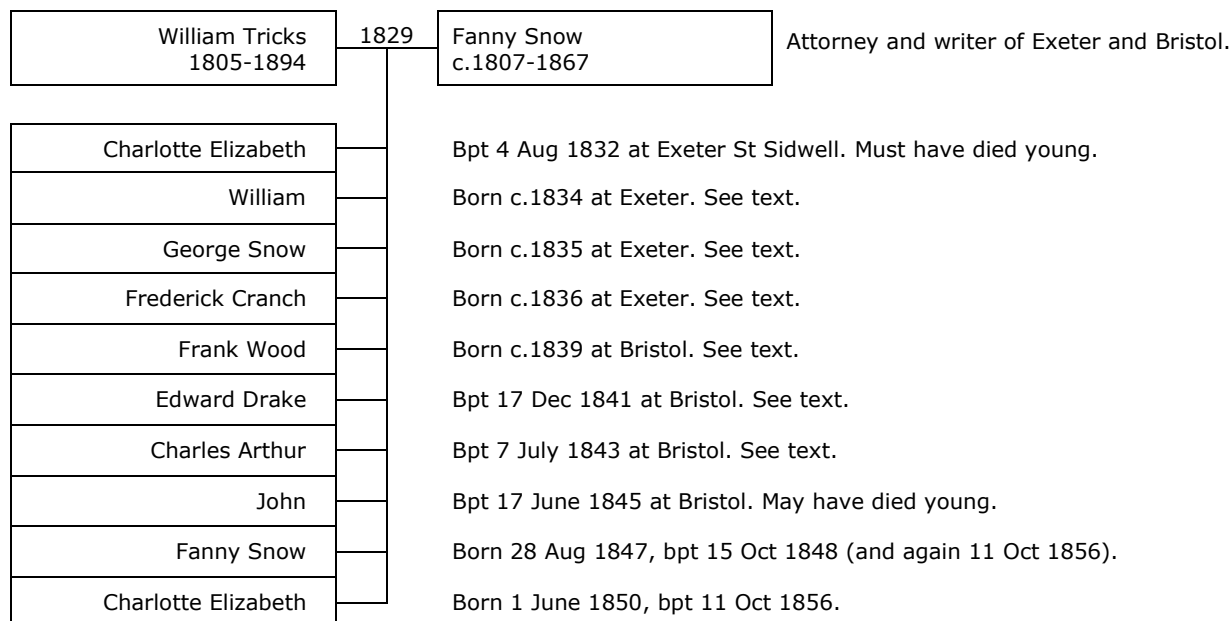 William Tricks 1829 Fanny Snow Attorney and writer of Exeter and Bristol.
1805-1894 c.1807-1867
Charlotte Elizabeth Bpt 4 Aug 1832 at Exeter St Sidwell. Must have died young.
William Born c.1834 at Exeter. See text.
George Snow Born c.1835 at Exeter. See text.
Frederick Cranch Born c.1836 at Exeter. See text.
Frank Wood Born c.1839 at Bristol. See text.
Edward Drake Bpt 17 Dec 1841 at Bristol. See text.
Charles Arthur Bpt 7 July 1843 at Bristol. See text.
John Bpt 17 June 1845 at Bristol. May have died young.
Fanny Snow Born 28 Aug 1847, bpt 15 Oct 1848 (and again 11 Oct 1856).
Charlotte Elizabeth Born 1 June 1850, bpt 11 Oct 1856.